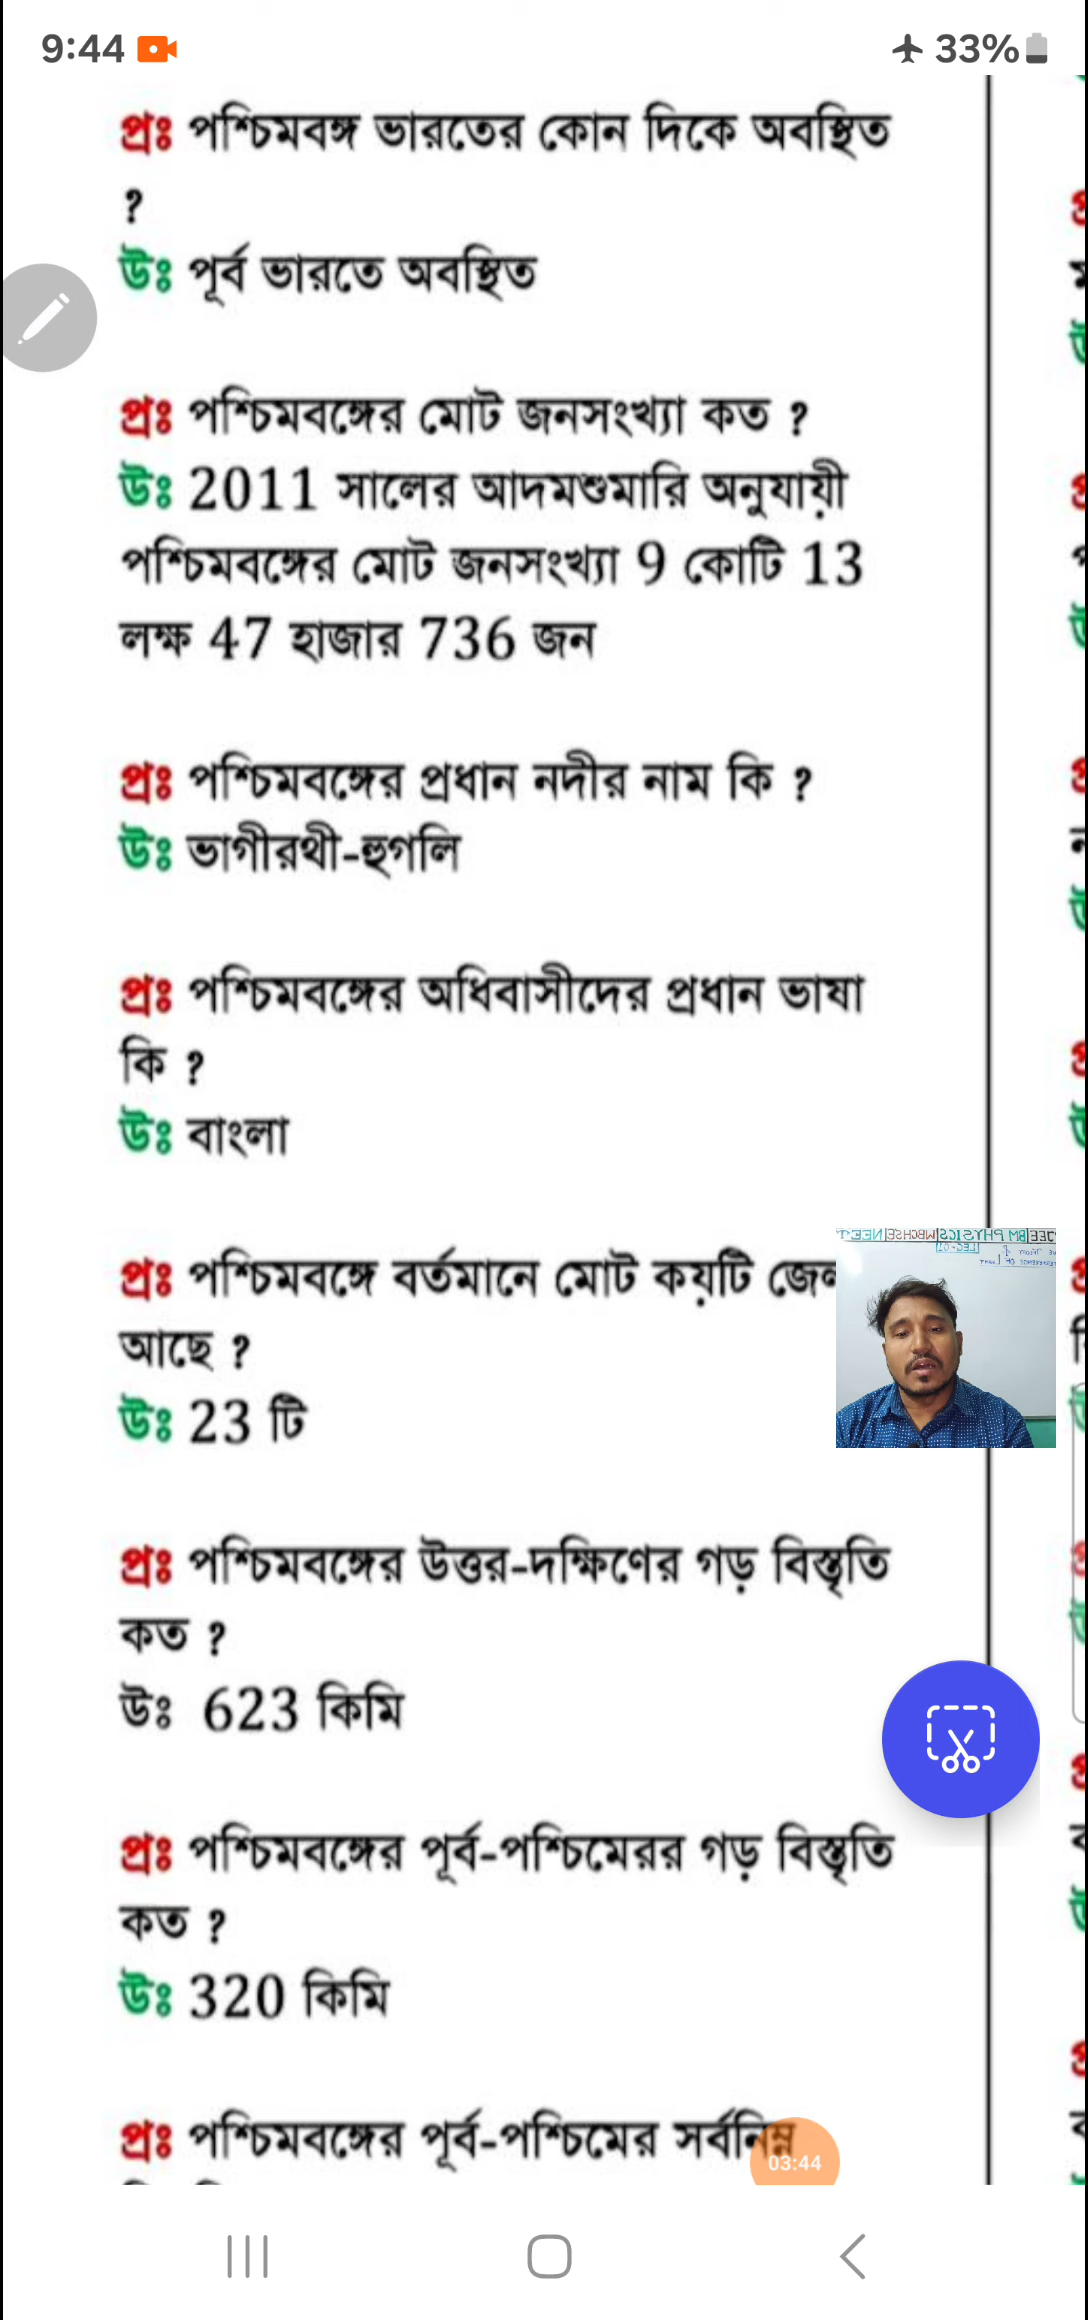 9:44
33%
প্রঃ পশ্চিমবঙ্গ ভারতের কোন দিকে অবস্থিত
?
উঃ পূর্ব ভারতে অবস্থিত
প্রঃ পশ্চিমবঙ্গের মোট জনসংখ্যা কত ?
উঃ 2011 সালের আদমশুমারি অনুযায়ী
পশ্চিমবঙ্গের মোট জনসংখ্যা 9 কোটি 13
লক্ষ 47 হাজার 736 জন
প্রঃ পশ্চিমবঙ্গের প্রধান নদীর নাম কি ?
উঃ ভাগীরথী-হুগলি
প্রঃ পশ্চিমবঙ্গের অধিবাসীদের প্রধান ভাষা
কি ?
উঃ বাংলা
প্রঃ পশ্চিমবঙ্গে বর্তমানে মোট কয়টি
আছে ?
উঃ 23 টি
প্রঃ পশ্চিমবঙ্গের উত্তর-দক্ষিণের গড় বিস্তৃতি
কত ?
উঃ 623 কিমি
প্রঃ পশ্চিমবঙ্গের পূর্ব-পশ্চিমেরর গড় বিস্তৃতি
কত ?
উঃ 320 কিমি
প্রঃ পশ্চিমবঙ্গের পূর্ব-পশ্চিমের সর্বনিম্ন
03:44